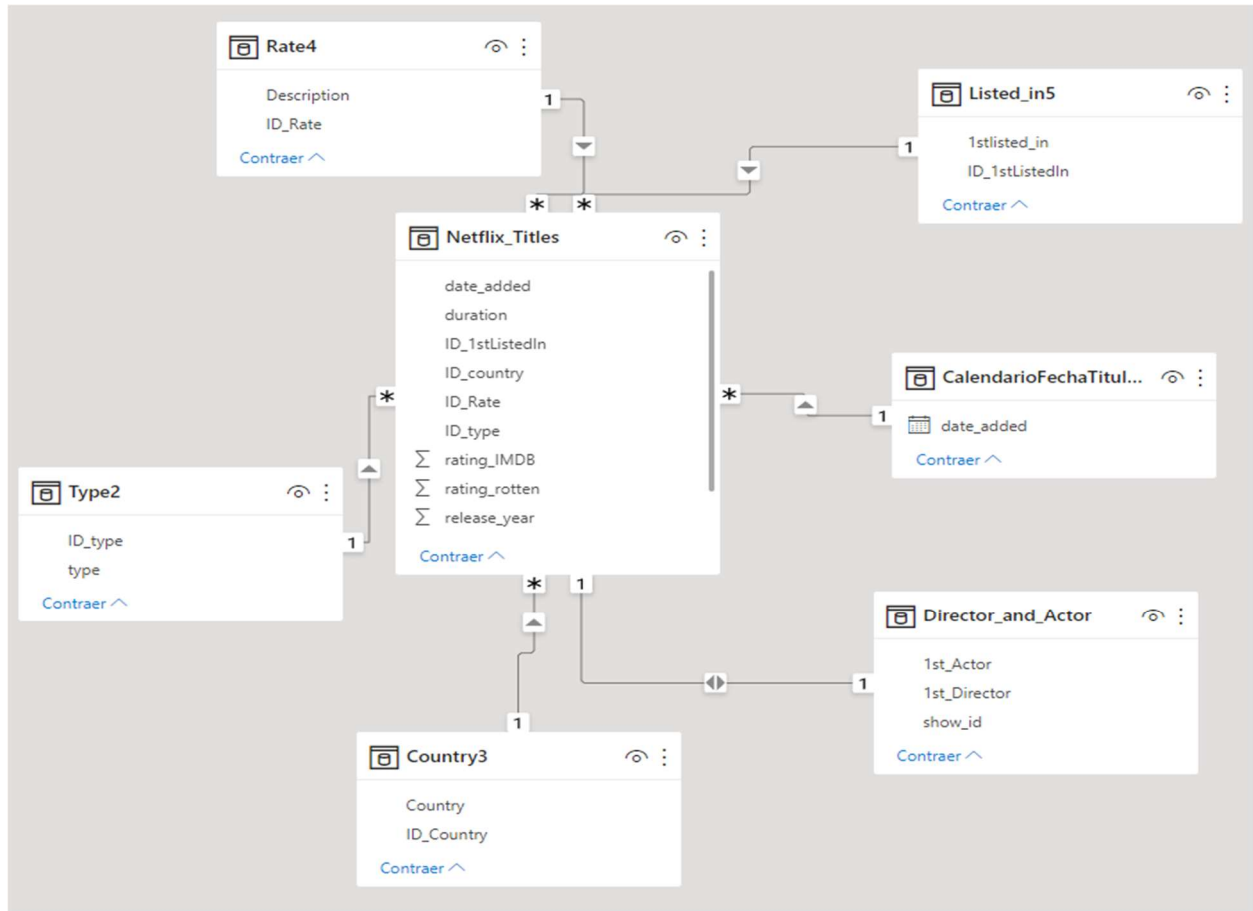 Rate4
Description
ID_Rate
Contraer
1
*
*
Listed_in5
1stlisted_in
ID_1stListedIn
Contraer
1
Netflix_Titles
date_added
duration
ID_1stListedIn
ID_country
ID_Rate
ID_type
Σ rating_IMDB
Σ rating_rotten
Σ release_year
Contraer
*
*
*
1
CalendarioFechaTitul...
date_added
Contraer
1
Type2
ID_type
type
Contraer
1
Director_and_Actor
1st_Actor
1st_Director
show_id
Contraer
1
Country3
Country
ID_Country
Contraer
1